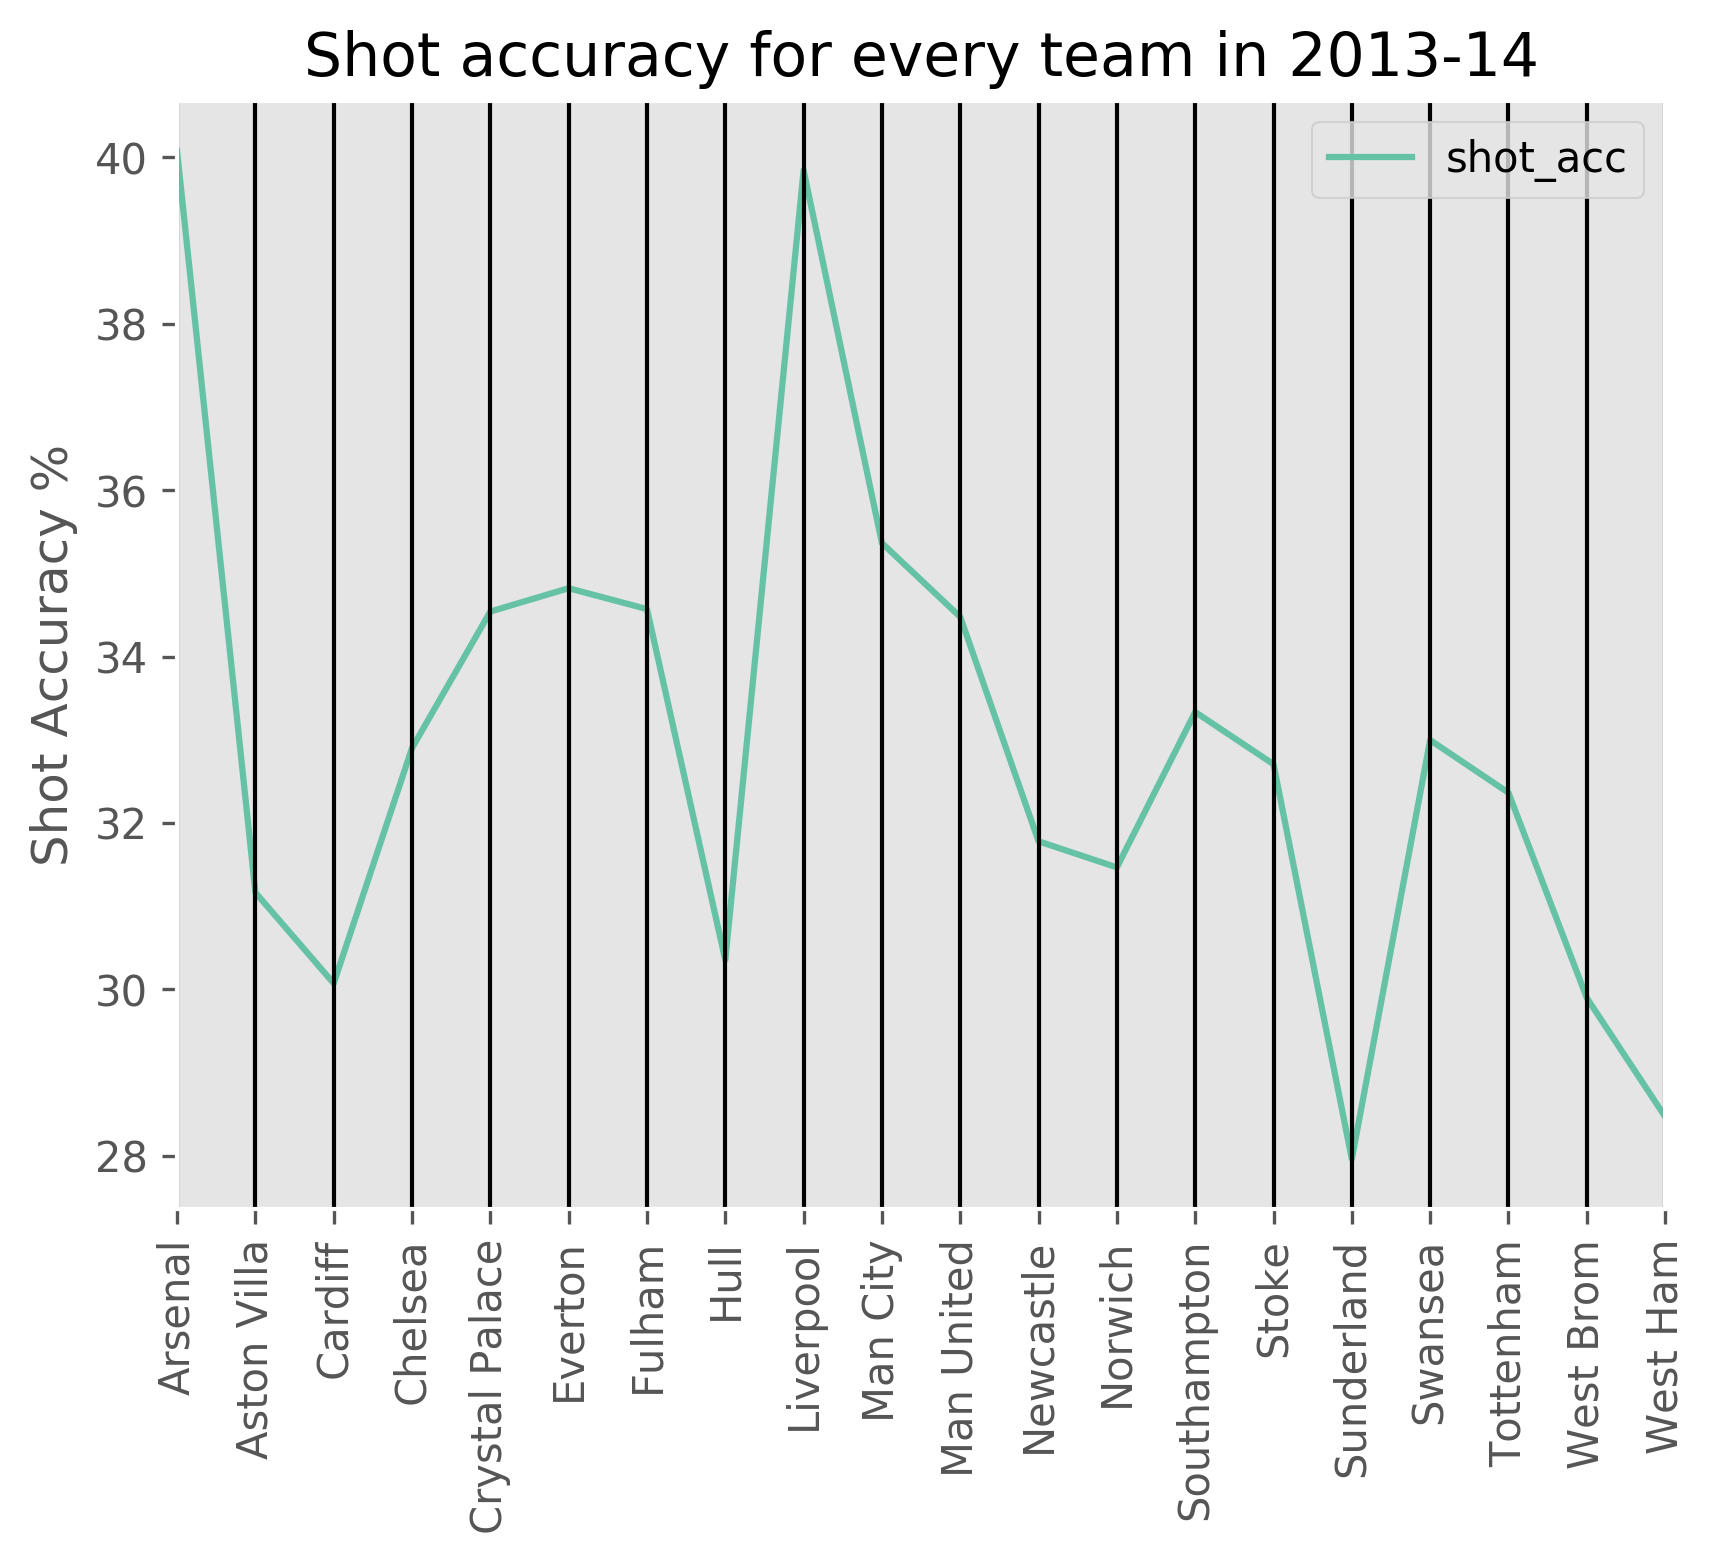 Shot accuracy for every team in 2013-14
shot_acc
Shot Accuracy %
40
38
36
34
32
30
28
Arsenal
Aston Villa
Cardiff
Chelsea
Crystal Palace
Everton
Fulham
Hull
Liverpool
Man City
Man United
Newcastle
Norwich
Southampton
Stoke
Sunderland
Swansea
Tottenham
West Brom
West Ham